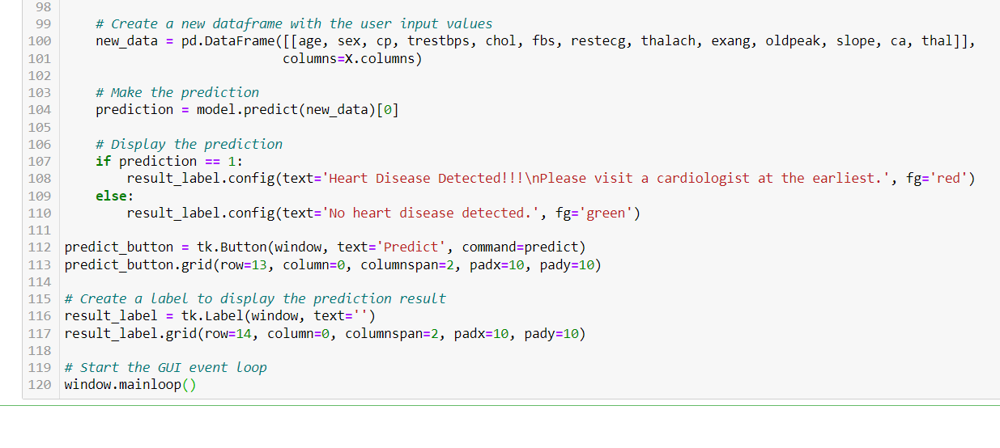 98
99 # Create a new dataframe with the user input values
100 new_data = pd.DataFrame([[age, sex, cp, trestbps, chol, fbs, restecg, thalach, exang, oldpeak, slope, ca, thal]],
101 columns=X.columns)
102
103 # Make the prediction
104 prediction = model.predict(new_data)[0]
105
106 # Display the prediction
107 if prediction == 1:
108 result_label.config(text='Heart Disease Detected!!!\nPlease visit a cardiologist at the earliest.', fg='red')
109 else:
110 result_label.config(text='No heart disease detected.', fg='green')
111
112 predict_button = tk.Button(window, text='Predict', command=predict)
113 predict_button.grid(row=13, column=0, columnspan=2, padx=10, pady=10)
114
115 # Create a label to display the prediction result
116 result_label = tk.Label(window, text='')
117 result_label.grid(row=14, column=0, columnspan=2, padx=10, pady=10)
118
119 # Start the GUI event loop
120 window.mainloop()